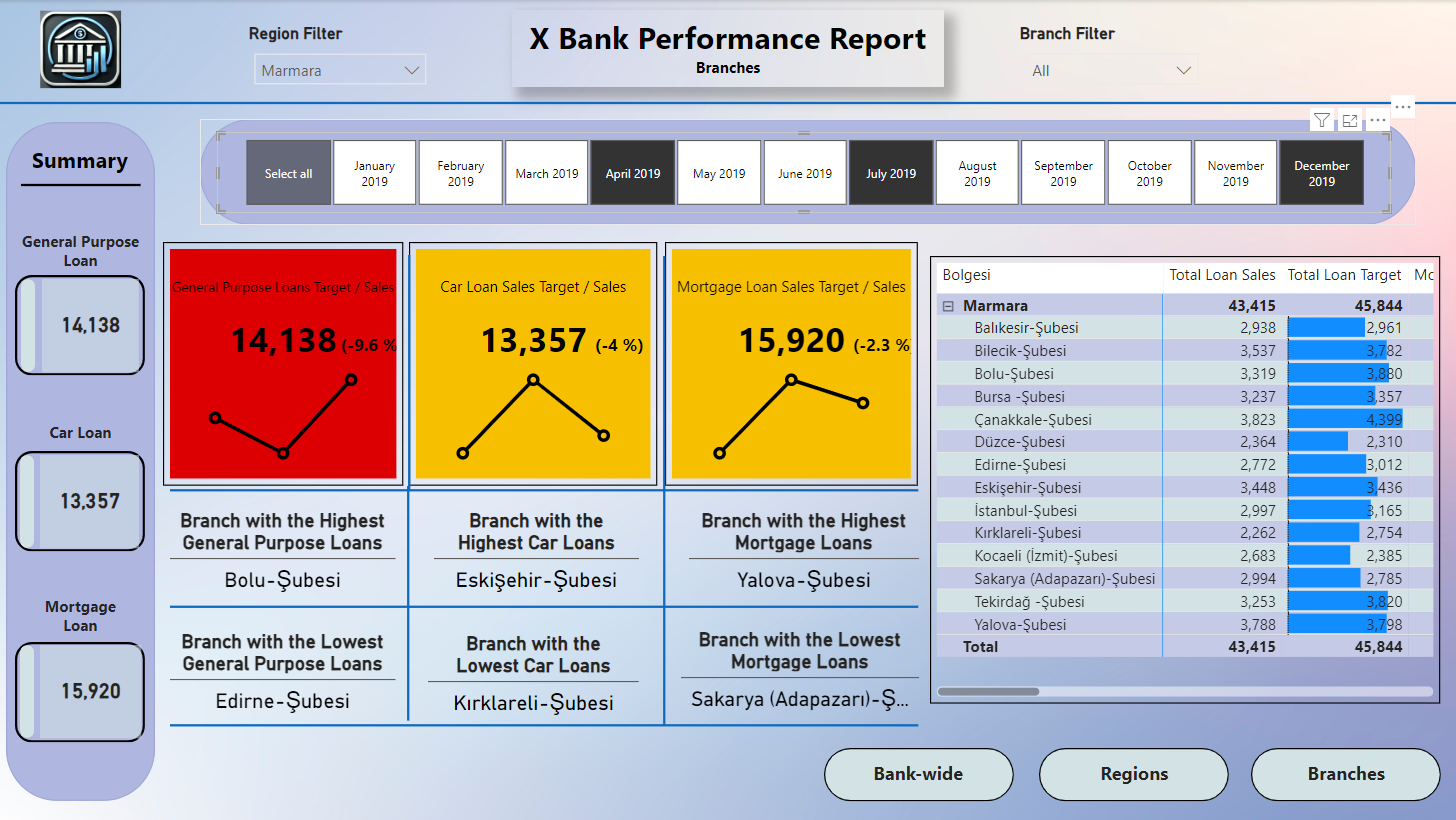 Region Filter
Marmara
X Bank Performance Report
Branches
Branch Filter
All
Summary
General Purpose
Loan
14,138
Car Loan
13,357
Mortgage
Loan
15,920
Select all
January
2019
February
2019
March 2019
April 2019
May 2019
June 2019
July 2019
August
2019
September
2019
October
2019
November
2019
December
2019
General Purpose Loans Target / Sales
14,138 (-9.6 %
Car Loan Sales Target / Sales
13,357 (-4 %)
Mortgage Loan Sales Target / Sales
15,920 (-2.3 %
Branch with the Highest
General Purpose Loans
Bolu-Şubesi
Branch with the
Highest Car Loans
Eskişehir-Şubesi
Branch with the Highest
Mortgage Loans
Yalova-Şubesi
Branch with the Lowest
General Purpose Loans
Edirne-Şubesi
Branch with the
Lowest Car Loans
Kırklareli-Şubesi
Branch with the Lowest
Mortgage Loans
Sakarya (Adapazarı)-Ş...
Bolgesi Total Loan Sales Total Loan Target Mo
Marmara 43,415 45,844
Balıkesir-Şubesi 2,938 2,961
Bilecik-Şubesi 3,537 3,782
Bolu-Şubesi 3,319 3,880
Bursa -Şubesi 3,237 3,357
Çanakkale-Şubesi 3,823 4,399
Düzce-Şubesi 2,364 2,310
Edirne-Şubesi 2,772 3,012
Eskişehir-Şubesi 3,448 3,436
İstanbul-Şubesi 2,997 3,165
Kırklareli-Şubesi 2,262 2,754
Kocaeli (İzmit)-Şubesi 2,683 2,385
Sakarya (Adapazarı)-Şubesi 2,994 2,785
Tekirdağ -Şubesi 3,253 3,820
Yalova-Şubesi 3,788 3,798
Total 43,415 45,844
Bank-wide
Regions
Branches